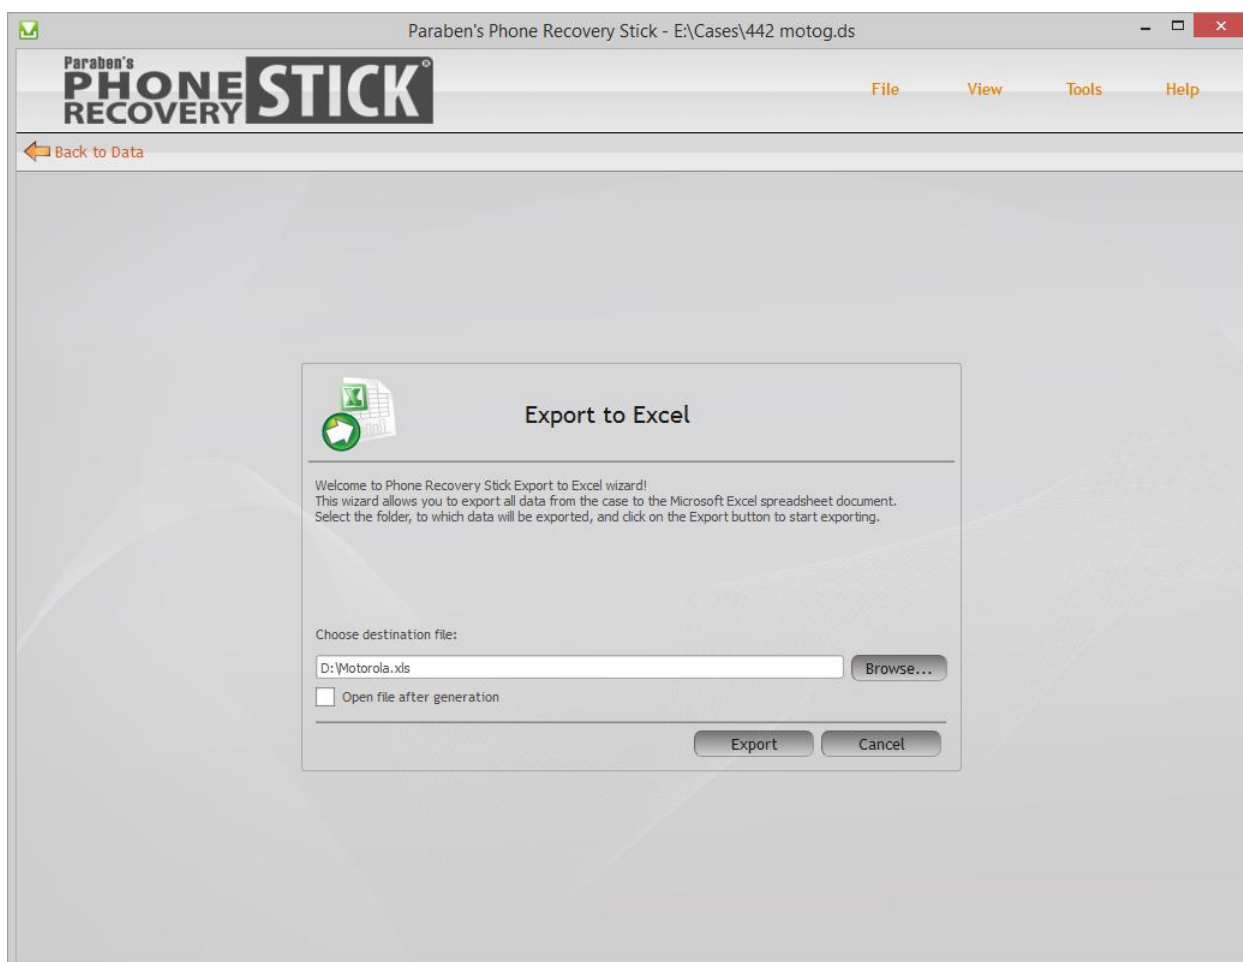 Paraben's Phone Recovery Stick - E:\Cases\442 motog.ds
Paraben's
PHONE
RECOVERY
STICK®
File View Tools Help
Back to Data
Export to Excel
Welcome to Phone Recovery Stick Export to Excel wizard!
This wizard allows you to export all data from the case to the Microsoft Excel spreadsheet document.
Select the folder, to which data will be exported, and click on the Export button to start exporting.
Choose destination file:
D:\Motorola.xls
Browse...
Open file after generation
Export Cancel